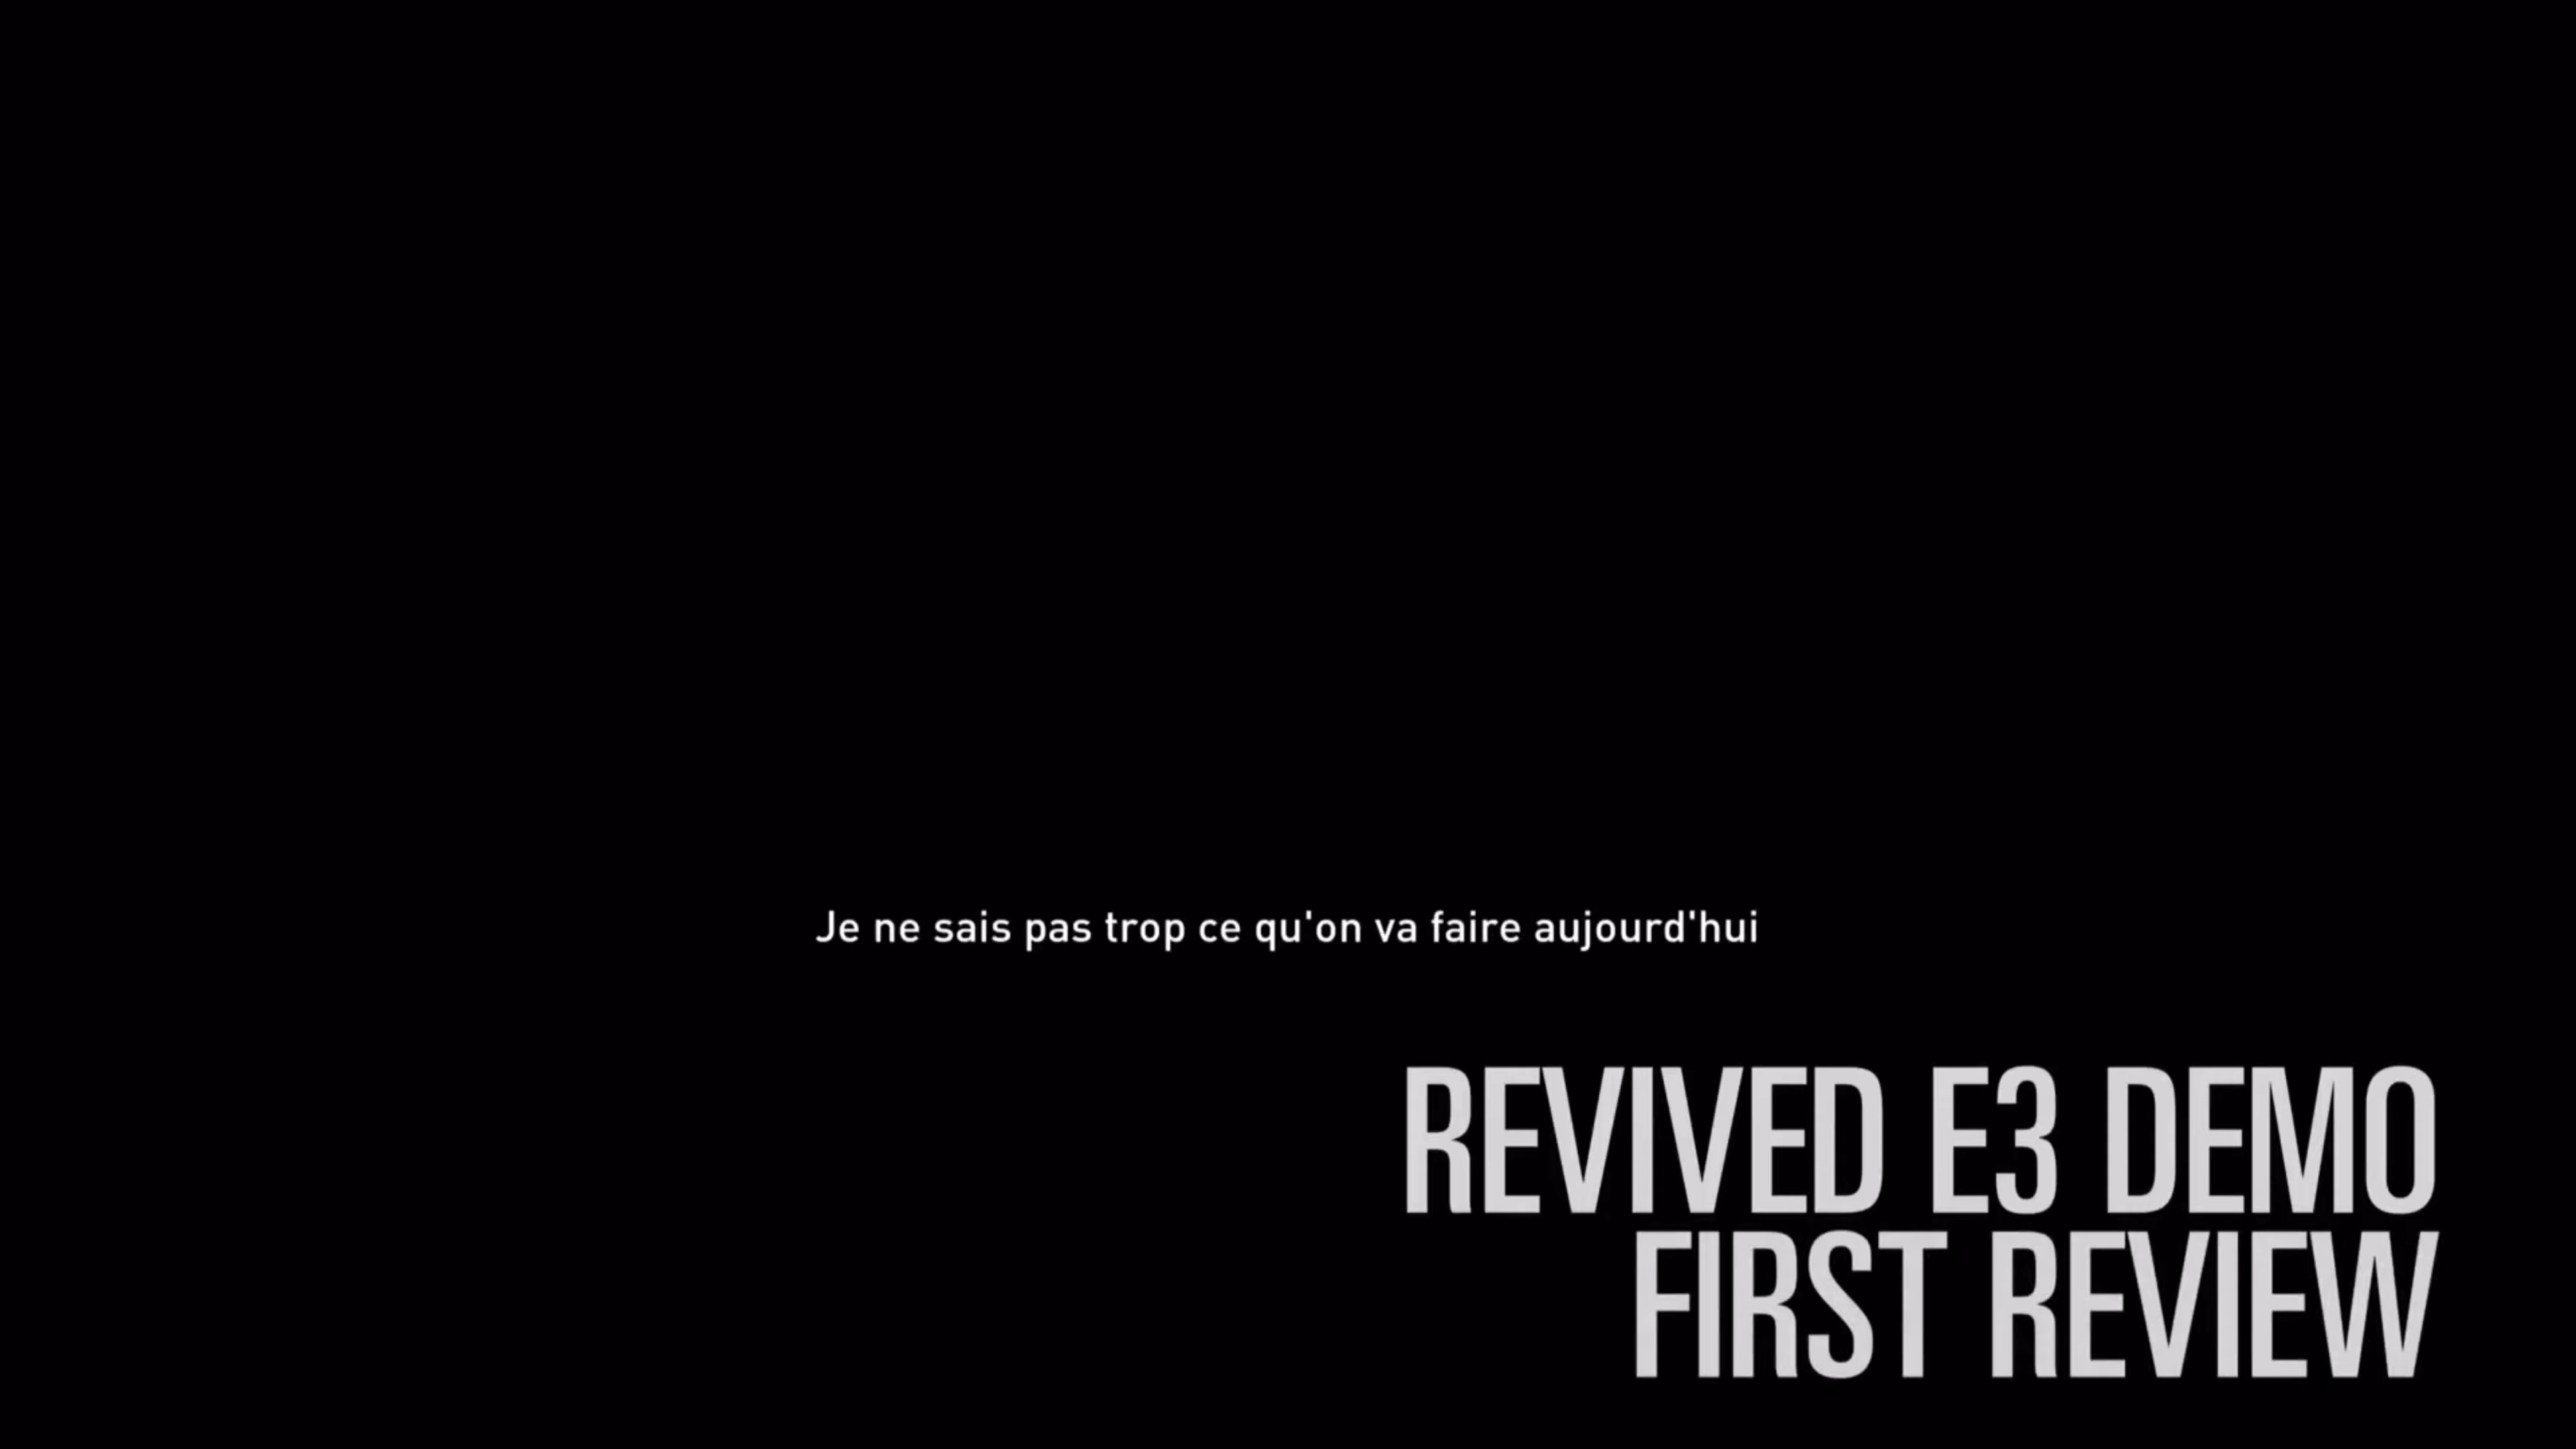 Je ne sais pas trop ce qu'on va faire aujourd'hui
REVIVED E3 DEMO
FIRST REVIEW